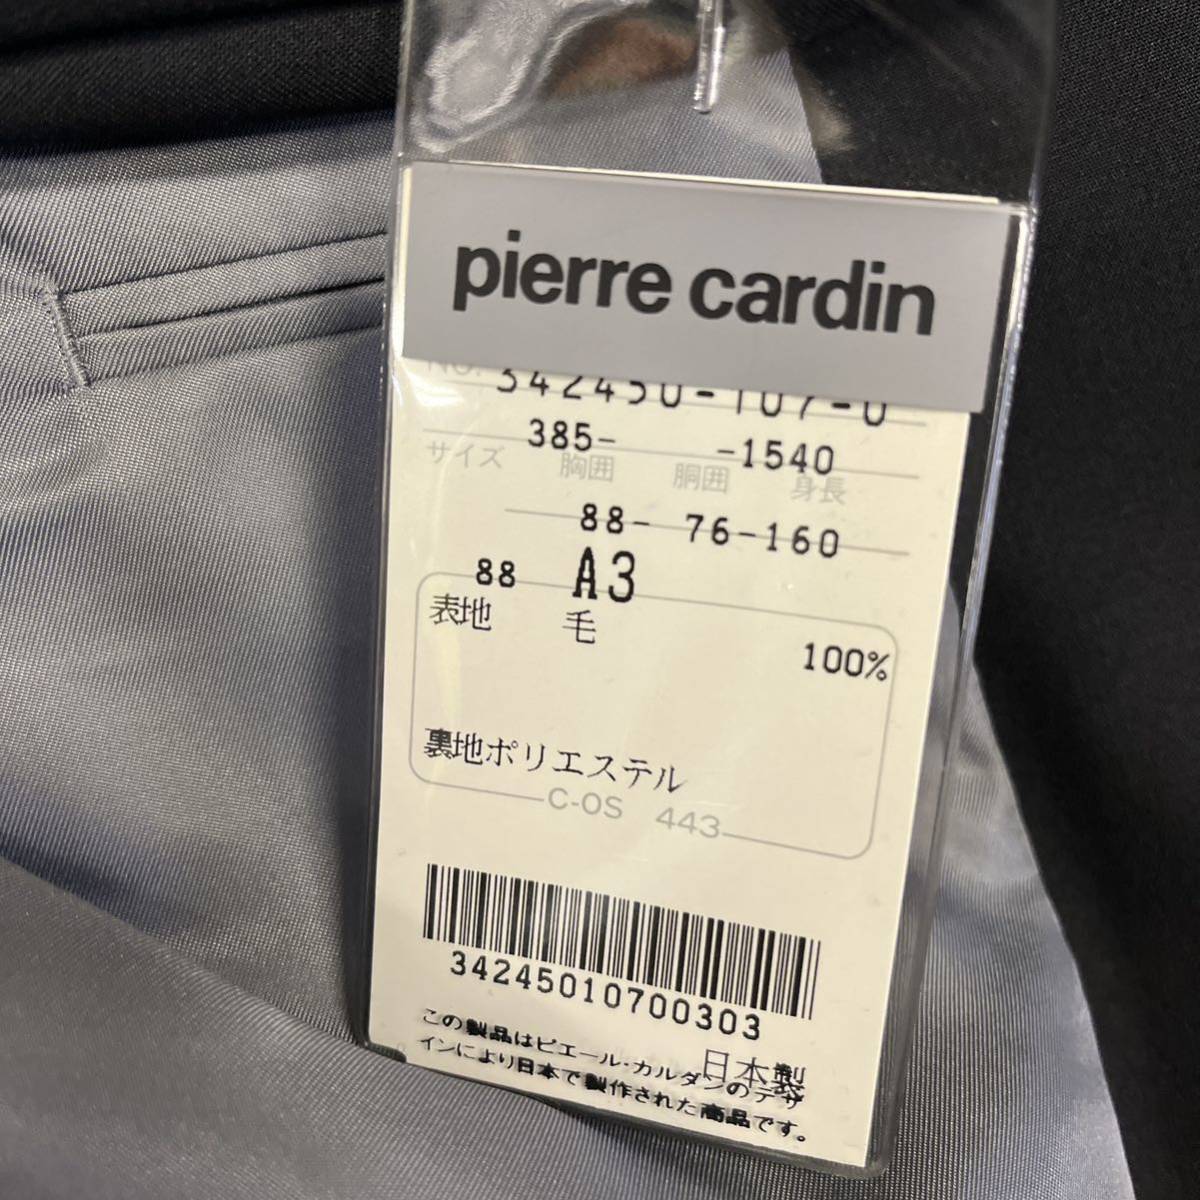 pierre cardin
NO. 342450-107-0
385- -1540
サイズ 胸囲 胴囲 身長
88- 76-160
88 A3
表地 毛
100%
裏地ポリエステル
C-OS 443
34245010700303
日本製
この製品はピエール・カルダンのデザ
インにより日本で製作された商品です。